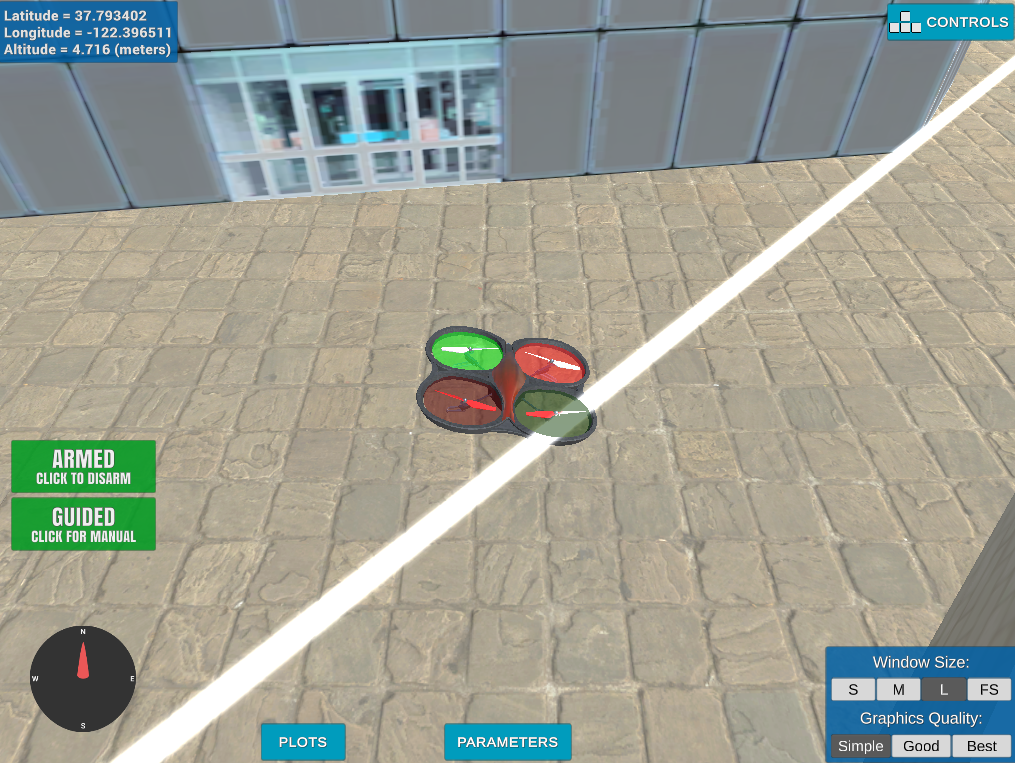 Latitude = 37.793402
Longitude = -122.396511
Altitude = 4.716 (meters)
CONTROLS
ARMED
CLICK TO DISARM
GUIDED
CLICK FOR MANUAL
N
W
E
S
PLOTS
PARAMETERS
Window Size:
S M L FS
Graphics Quality:
Simple Good Best